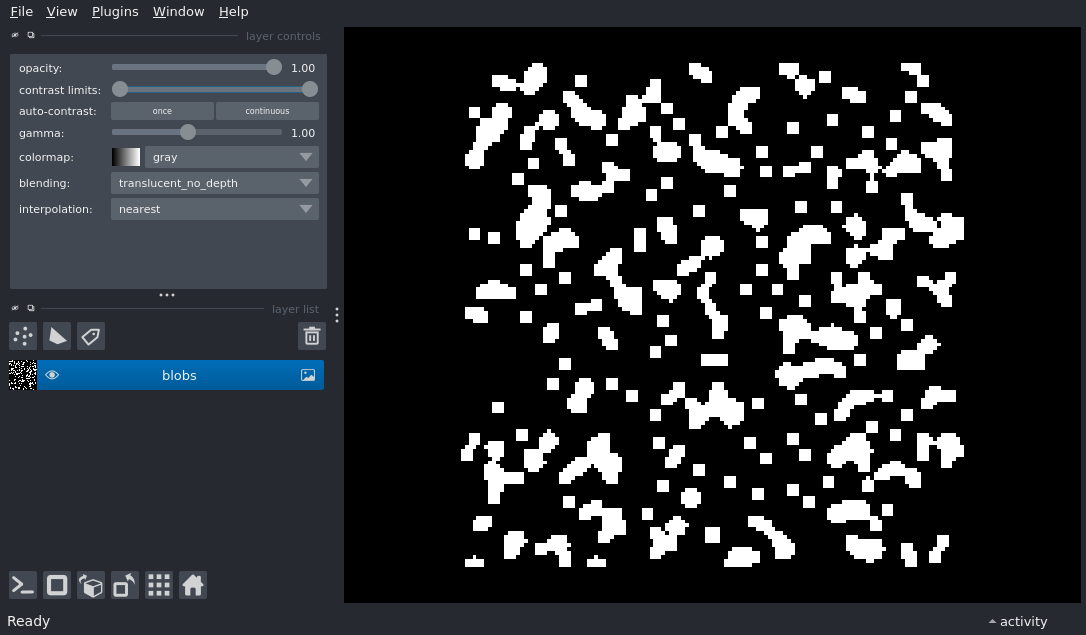 File View Plugins Window Help
layer controls
opacity: 1.00
contrast limits:
auto-contrast: once continuous
gamma: 1.00
colormap: gray
blending: translucent_no_depth
interpolation: nearest
layer list
blobs
Ready activity